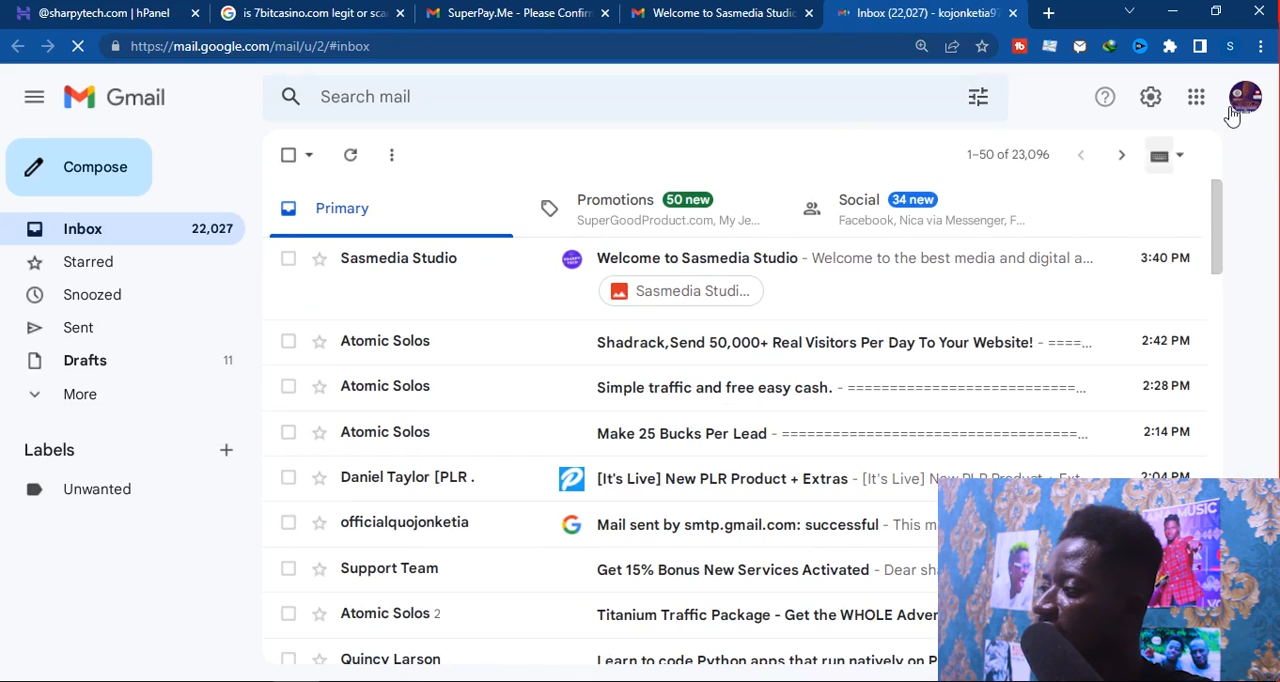 @sharpytech.com | hPanel
is 7bitcasino.com legit or sca
SuperPay.Me - Please Confirm
Welcome to Sasmedia Studio
Inbox (22,027) - kojonketia97
https://mail.google.com/mail/u/2/#inbox
S
Gmail
Search mail
Compose
1–50 of 23,096
Primary
Promotions 50 new
SuperGoodProduct.com, My Je...
Social 34 new
Facebook, Nica via Messenger, F...
Inbox 22,027
Starred
Snoozed
Sent
Drafts 11
More
Labels
Unwanted
Sasmedia Studio Welcome to Sasmedia Studio - Welcome to the best media and digital a... 3:40 PM
Sasmedia Studi...
Atomic Solos Shadrack,Send 50,000+ Real Visitors Per Day To Your Website! - ====... 2:42 PM
Atomic Solos Simple traffic and free easy cash. - ==========================... 2:28 PM
Atomic Solos Make 25 Bucks Per Lead - =================================... 2:14 PM
Daniel Taylor [PLR . [It's Live] New PLR Product + Extras - [It's Live] New PLR Product + Ext... 2:04 PM
officialquojonketia Mail sent by smtp.gmail.com: successful - This m
Support Team Get 15% Bonus New Services Activated - Dear sha
Atomic Solos 2 Titanium Traffic Package - Get the WHOLE Adver
Quincy Larson Learn to code Python apps that run natively on P
MUSIC